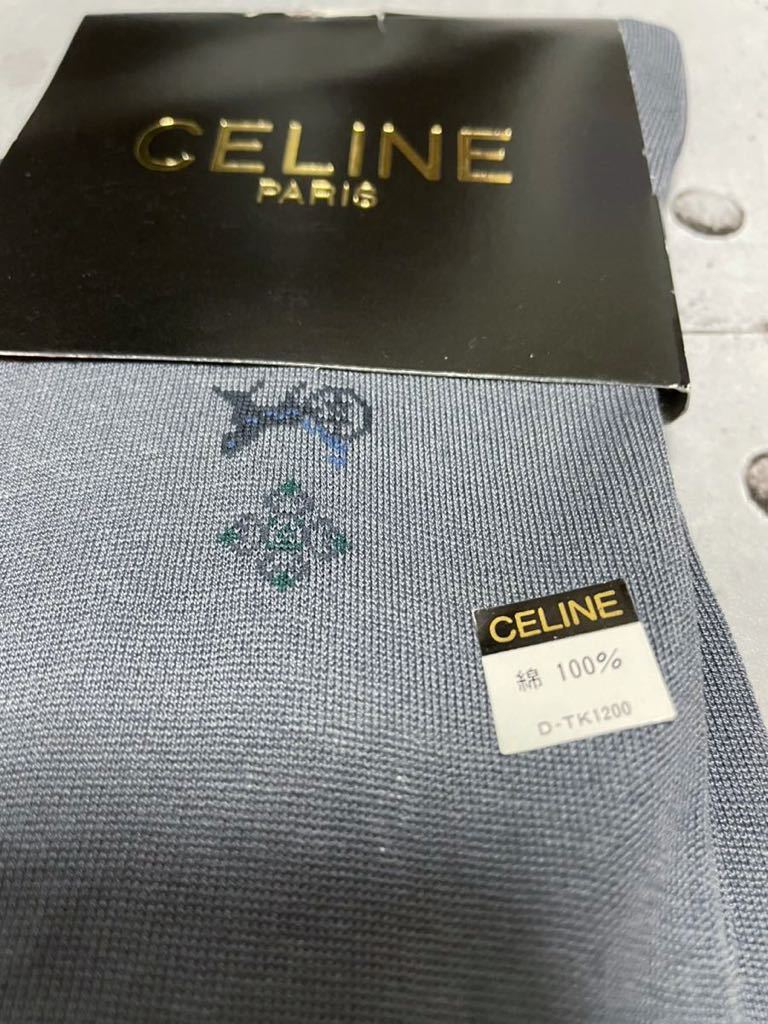 CELINE
PARIS
CELINE
綿 100%
D-TK1200